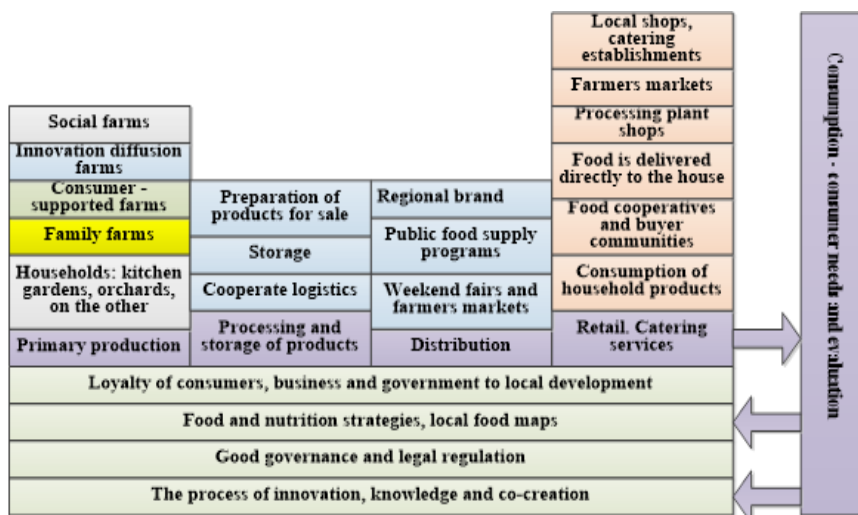 Social farms
Innovation diffusion
farms
Consumer -
supported farms
Family farms
Households: kitchen
gardens, orchards,
on the other
Primary production
Preparation of
products for sale
Storage
Cooperate logistics
Processing and
storage of products
Regional brand
Public food supply
programs
Weekend fairs and
farmers markets
Distribution
Local shops,
catering
establishments
Farmers markets
Processing plant
shops
Food is delivered
directly to the house
Food cooperatives
and buyer
communities
Consumption of
household products
Retail. Catering
services
Loyalty of consumers, business and government to local development
Food and nutrition strategies, local food maps
Good governance and legal regulation
The process of innovation, knowledge and co-creation
Consumption - consumer needs and evaluation